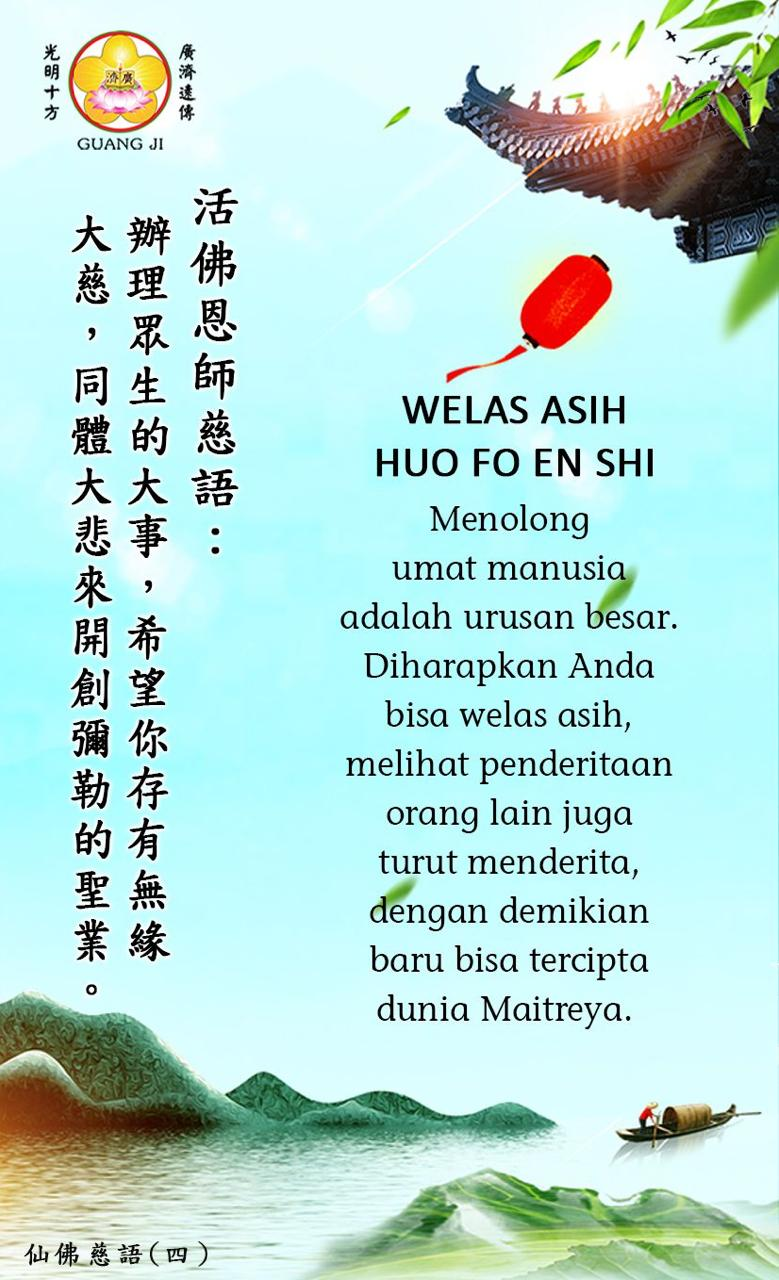 光明十方
廣濟遠傳
廣濟
GUANG JI
活佛恩師慈語：
辦理眾生的大事，希望你存有無緣
大慈，同體大悲來開創彌勒的聖業。
WELAS ASIH
HUO FO EN SHI
Menolong
umat manusia
adalah urusan besar.
Diharapkan Anda
bisa welas asih,
melihat penderitaan
orang lain juga
turut menderita,
dengan demikian
baru bisa tercipta
dunia Maitreya.
仙佛慈語(四)